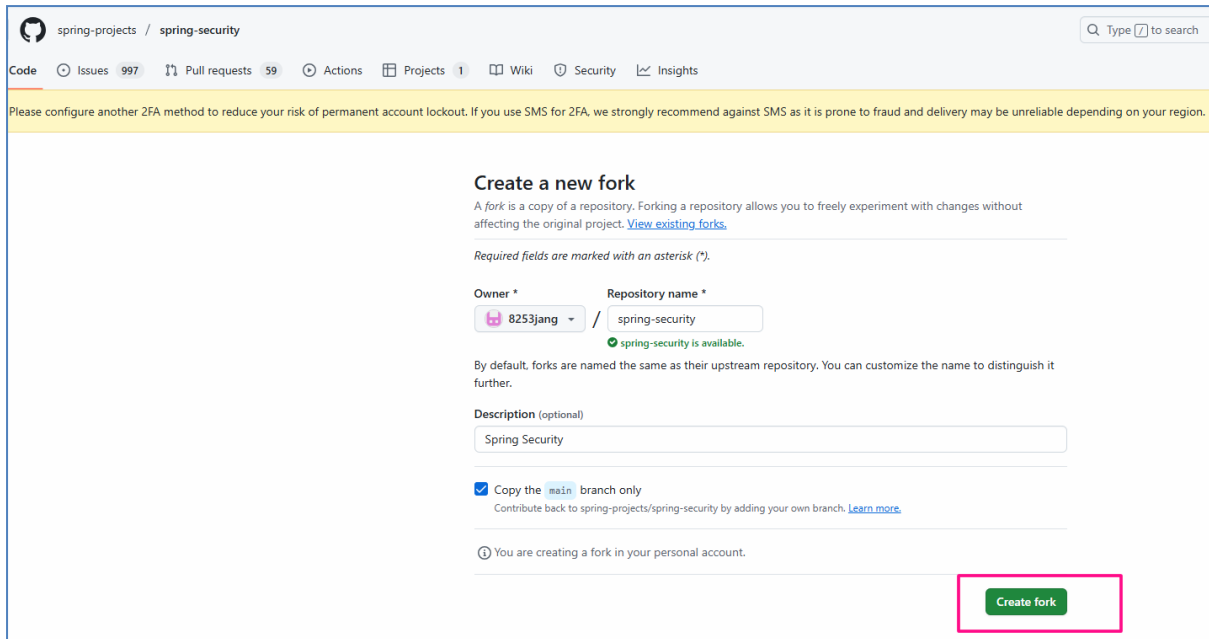 spring-projects / spring-security
Type / to search
Code Issues 997 Pull requests 59 Actions Projects 1 Wiki Security Insights
Please configure another 2FA method to reduce your risk of permanent account lockout. If you use SMS for 2FA, we strongly recommend against SMS as it is prone to fraud and delivery may be unreliable depending on your region.
Create a new fork
A fork is a copy of a repository. Forking a repository allows you to freely experiment with changes without
affecting the original project. View existing forks.
Required fields are marked with an asterisk (*).
Owner * Repository name *
8253jang / spring-security
spring-security is available.
By default, forks are named the same as their upstream repository. You can customize the name to distinguish it
further.
Description (optional)
Spring Security
Copy the main branch only
Contribute back to spring-projects/spring-security by adding your own branch. Learn more.
You are creating a fork in your personal account.
Create fork